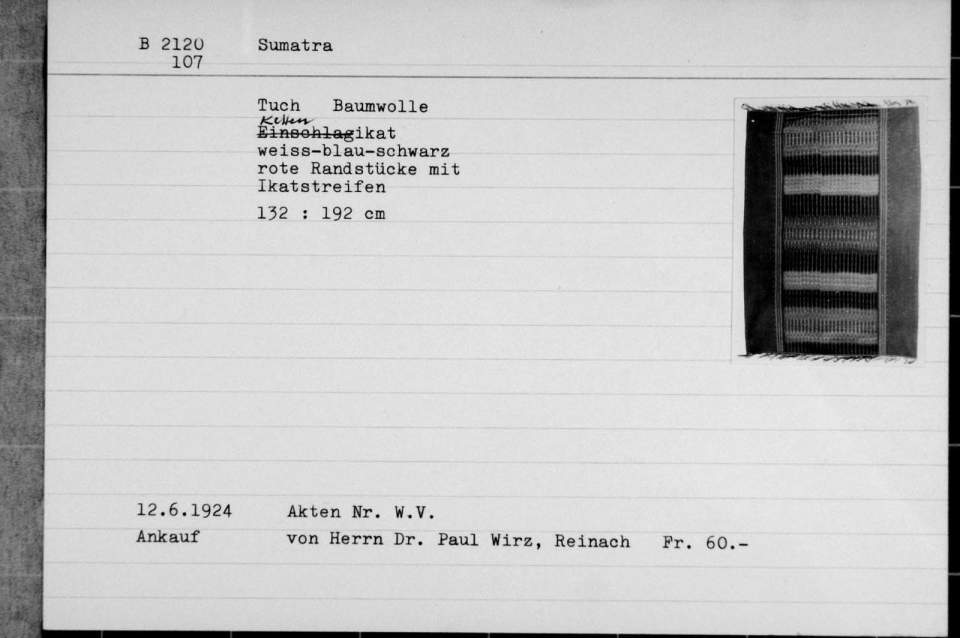 B 2120 Sumatra
107
Tuch Baumwolle
Ketten
Einschlagikat
weiss-blau-schwarz
rote Randstücke mit
Ikatstreifen
132 : 192 cm
12.6.1924 Akten Nr. W.V.
Ankauf von Herrn Dr. Paul Wirz, Reinach Fr. 60.-